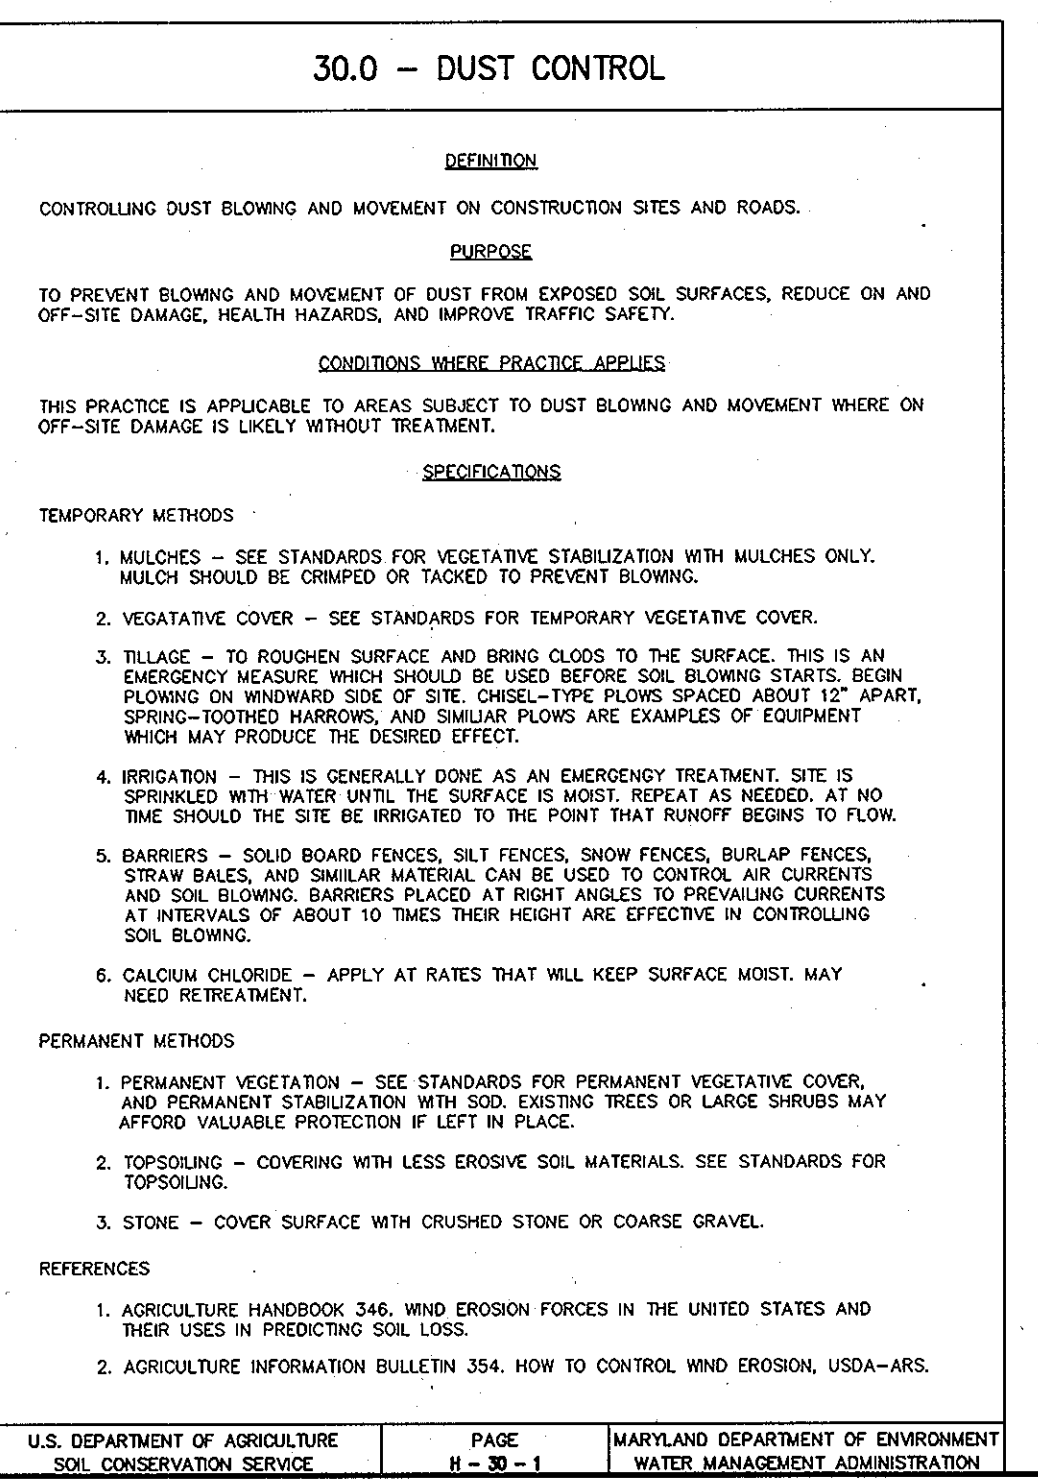 30.0 – DUST CONTROL
DEFINITION
CONTROLLING DUST BLOWING AND MOVEMENT ON CONSTRUCTION SITES AND ROADS.
PURPOSE
TO PREVENT BLOWING AND MOVEMENT OF DUST FROM EXPOSED SOIL SURFACES, REDUCE ON AND
OFF-SITE DAMAGE, HEALTH HAZARDS, AND IMPROVE TRAFFIC SAFETY.
CONDITIONS WHERE PRACTICE APPLIES
THIS PRACTICE IS APPLICABLE TO AREAS SUBJECT TO DUST BLOWING AND MOVEMENT WHERE ON
OFF-SITE DAMAGE IS LIKELY WITHOUT TREATMENT.
SPECIFICATIONS
TEMPORARY METHODS
1. MULCHES – SEE STANDARDS FOR VEGETATIVE STABILIZATION WITH MULCHES ONLY.
MULCH SHOULD BE CRIMPED OR TACKED TO PREVENT BLOWING.
2. VEGATATIVE COVER – SEE STANDARDS FOR TEMPORARY VEGETATIVE COVER.
3. TILLAGE – TO ROUGHEN SURFACE AND BRING CLODS TO THE SURFACE. THIS IS AN
EMERGENCY MEASURE WHICH SHOULD BE USED BEFORE SOIL BLOWING STARTS. BEGIN
PLOWING ON WINDWARD SIDE OF SITE. CHISEL-TYPE PLOWS SPACED ABOUT 12" APART,
SPRING-TOOTHED HARROWS, AND SIMILIAR PLOWS ARE EXAMPLES OF EQUIPMENT
WHICH MAY PRODUCE THE DESIRED EFFECT.
4. IRRIGATION – THIS IS GENERALLY DONE AS AN EMERGENGY TREATMENT. SITE IS
SPRINKLED WITH WATER UNTIL THE SURFACE IS MOIST. REPEAT AS NEEDED. AT NO
TIME SHOULD THE SITE BE IRRIGATED TO THE POINT THAT RUNOFF BEGINS TO FLOW.
5. BARRIERS – SOLID BOARD FENCES, SILT FENCES, SNOW FENCES, BURLAP FENCES,
STRAW BALES, AND SIMIILAR MATERIAL CAN BE USED TO CONTROL AIR CURRENTS
AND SOIL BLOWING. BARRIERS PLACED AT RIGHT ANGLES TO PREVAILING CURRENTS
AT INTERVALS OF ABOUT 10 TIMES THEIR HEIGHT ARE EFFECTIVE IN CONTROLLING
SOIL BLOWING.
6. CALCIUM CHLORIDE – APPLY AT RATES THAT WILL KEEP SURFACE MOIST. MAY
NEED RETREATMENT.
PERMANENT METHODS
1. PERMANENT VEGETATION – SEE STANDARDS FOR PERMANENT VEGETATIVE COVER,
AND PERMANENT STABILIZATION WITH SOD. EXISTING TREES OR LARGE SHRUBS MAY
AFFORD VALUABLE PROTECTION IF LEFT IN PLACE.
2. TOPSOILING – COVERING WITH LESS EROSIVE SOIL MATERIALS. SEE STANDARDS FOR
TOPSOILING.
3. STONE – COVER SURFACE WITH CRUSHED STONE OR COARSE GRAVEL.
REFERENCES
1. AGRICULTURE HANDBOOK 346. WIND EROSION FORCES IN THE UNITED STATES AND
THEIR USES IN PREDICTING SOIL LOSS.
2. AGRICULTURE INFORMATION BULLETIN 354. HOW TO CONTROL WIND EROSION, USDA-ARS.
U.S. DEPARTMENT OF AGRICULTURE
SOIL CONSERVATION SERVICE
PAGE
H – 30 – 1
MARYLAND DEPARTMENT OF ENVIRONMENT
WATER MANAGEMENT ADMINISTRATION